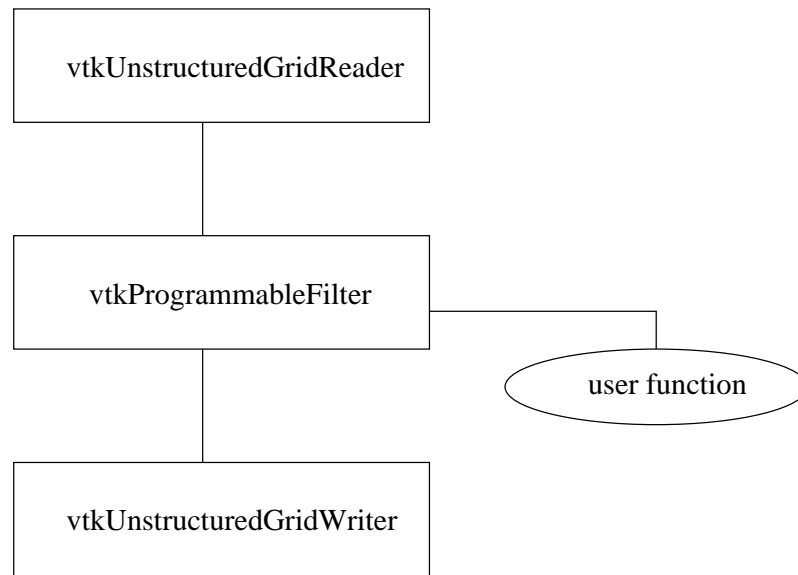 vtkUnstructuredGridReader
vtkProgrammableFilter
user function
vtkUnstructuredGridWriter